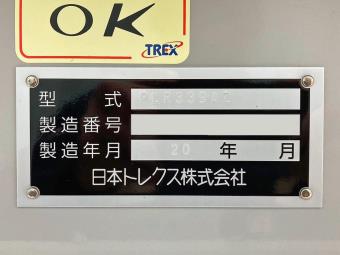 OK
TREX
型 式
製造番号
製造年月 20 年 月
日本トレクス株式会社